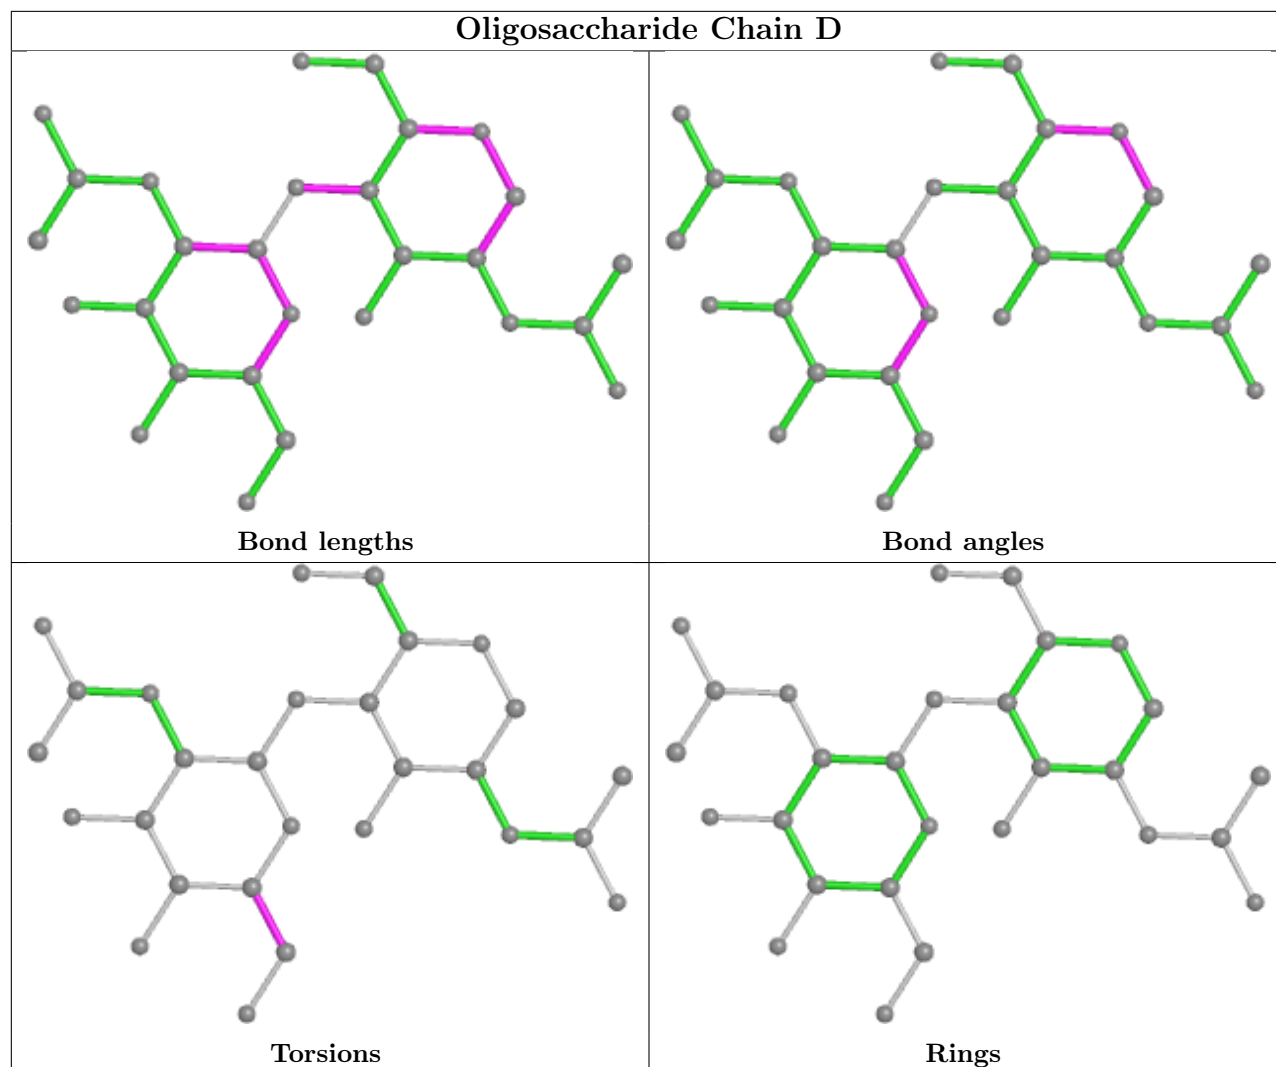 Oligosaccharide Chain D
Bond lengths
Bond angles
Torsions
Rings